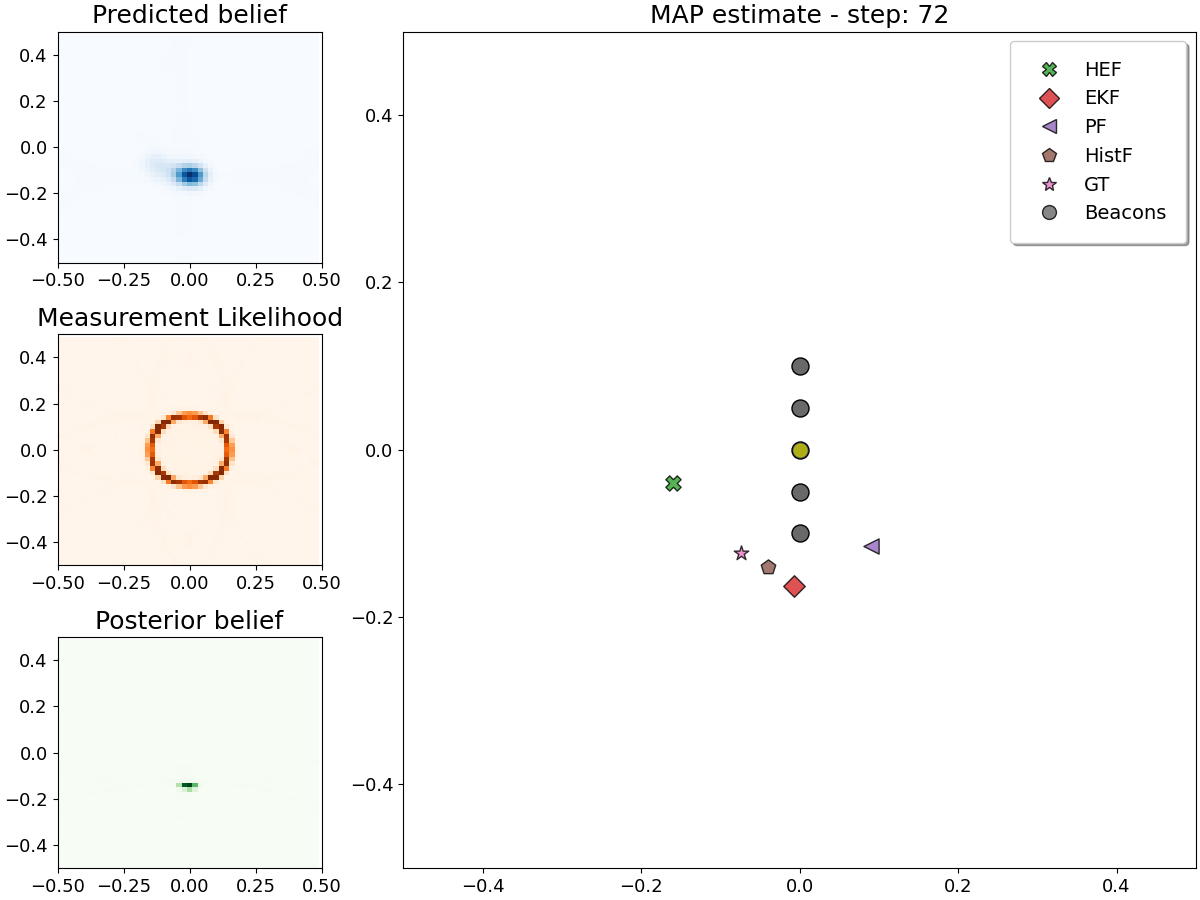 Predicted belief
0.4
0.2
0.0
−0.2
−0.4
−0.50 −0.25 0.00 0.25 0.50
Measurement Likelihood
0.4
0.2
0.0
−0.2
−0.4
−0.50 −0.25 0.00 0.25 0.50
Posterior belief
0.4
0.2
0.0
−0.2
−0.4
−0.50 −0.25 0.00 0.25 0.50
MAP estimate - step: 72
HEF
EKF
PF
HistF
GT
Beacons
0.4
0.2
0.0
−0.2
−0.4
−0.4 −0.2 0.0 0.2 0.4